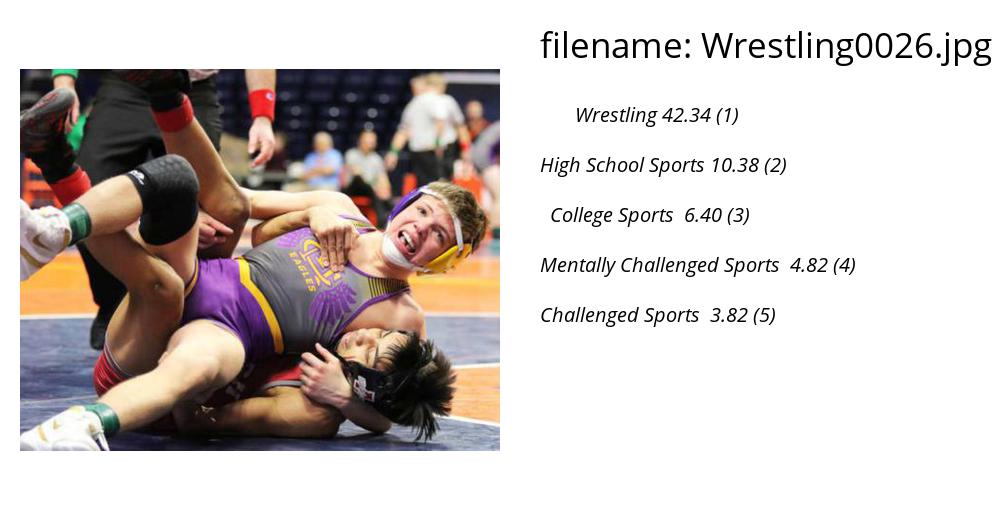 filename: Wrestling0026.jpg
Wrestling 42.34 (1)
High School Sports 10.38 (2)
College Sports 6.40 (3)
Mentally Challenged Sports 4.82 (4)
Challenged Sports 3.82 (5)
EAGLES